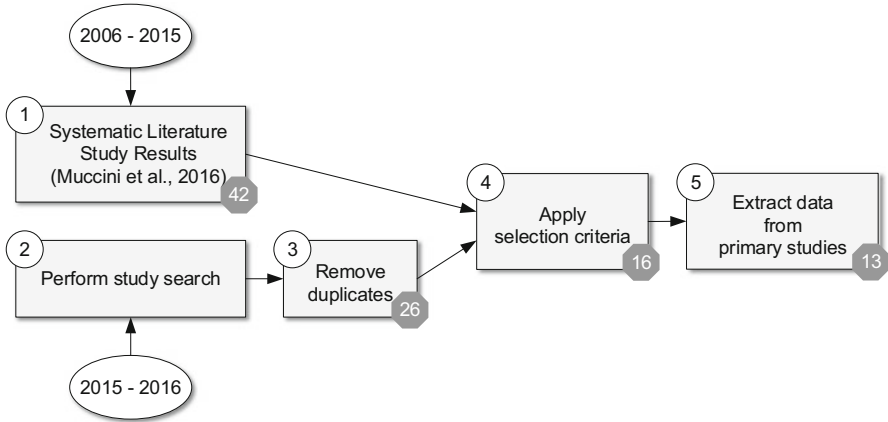 2006 - 2015
1
Systematic Literature
Study Results
(Muccini et al., 2016)
42
2
Perform study search
3
Remove
duplicates
26
4
Apply
selection criteria
16
5
Extract data
from
primary studies
13
2015 - 2016